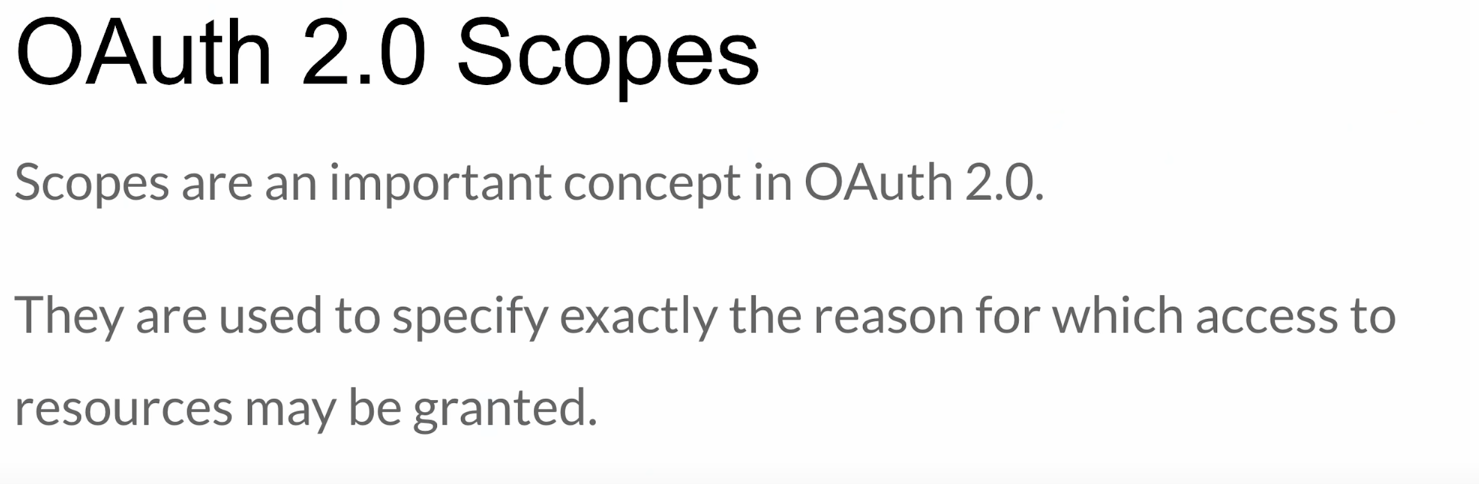 OAuth 2.0 Scopes
Scopes are an important concept in OAuth 2.0.
They are used to specify exactly the reason for which access to
resources may be granted.